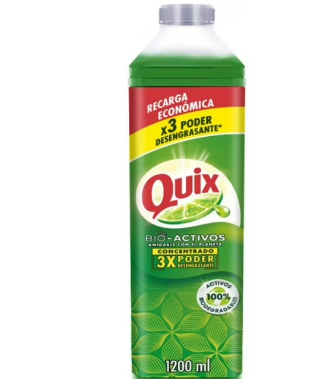 RECARGA
ECONÓMICA
x3 PODER
DESENGRASANTE*
Quix
BIO-ACTIVOS
AMIGABLE CON EL PLANETA
CONCENTRADO
3X PODER
DESENGRASANTE
ACTIVOS
100%
BIODEGRADABLES
1200 ml